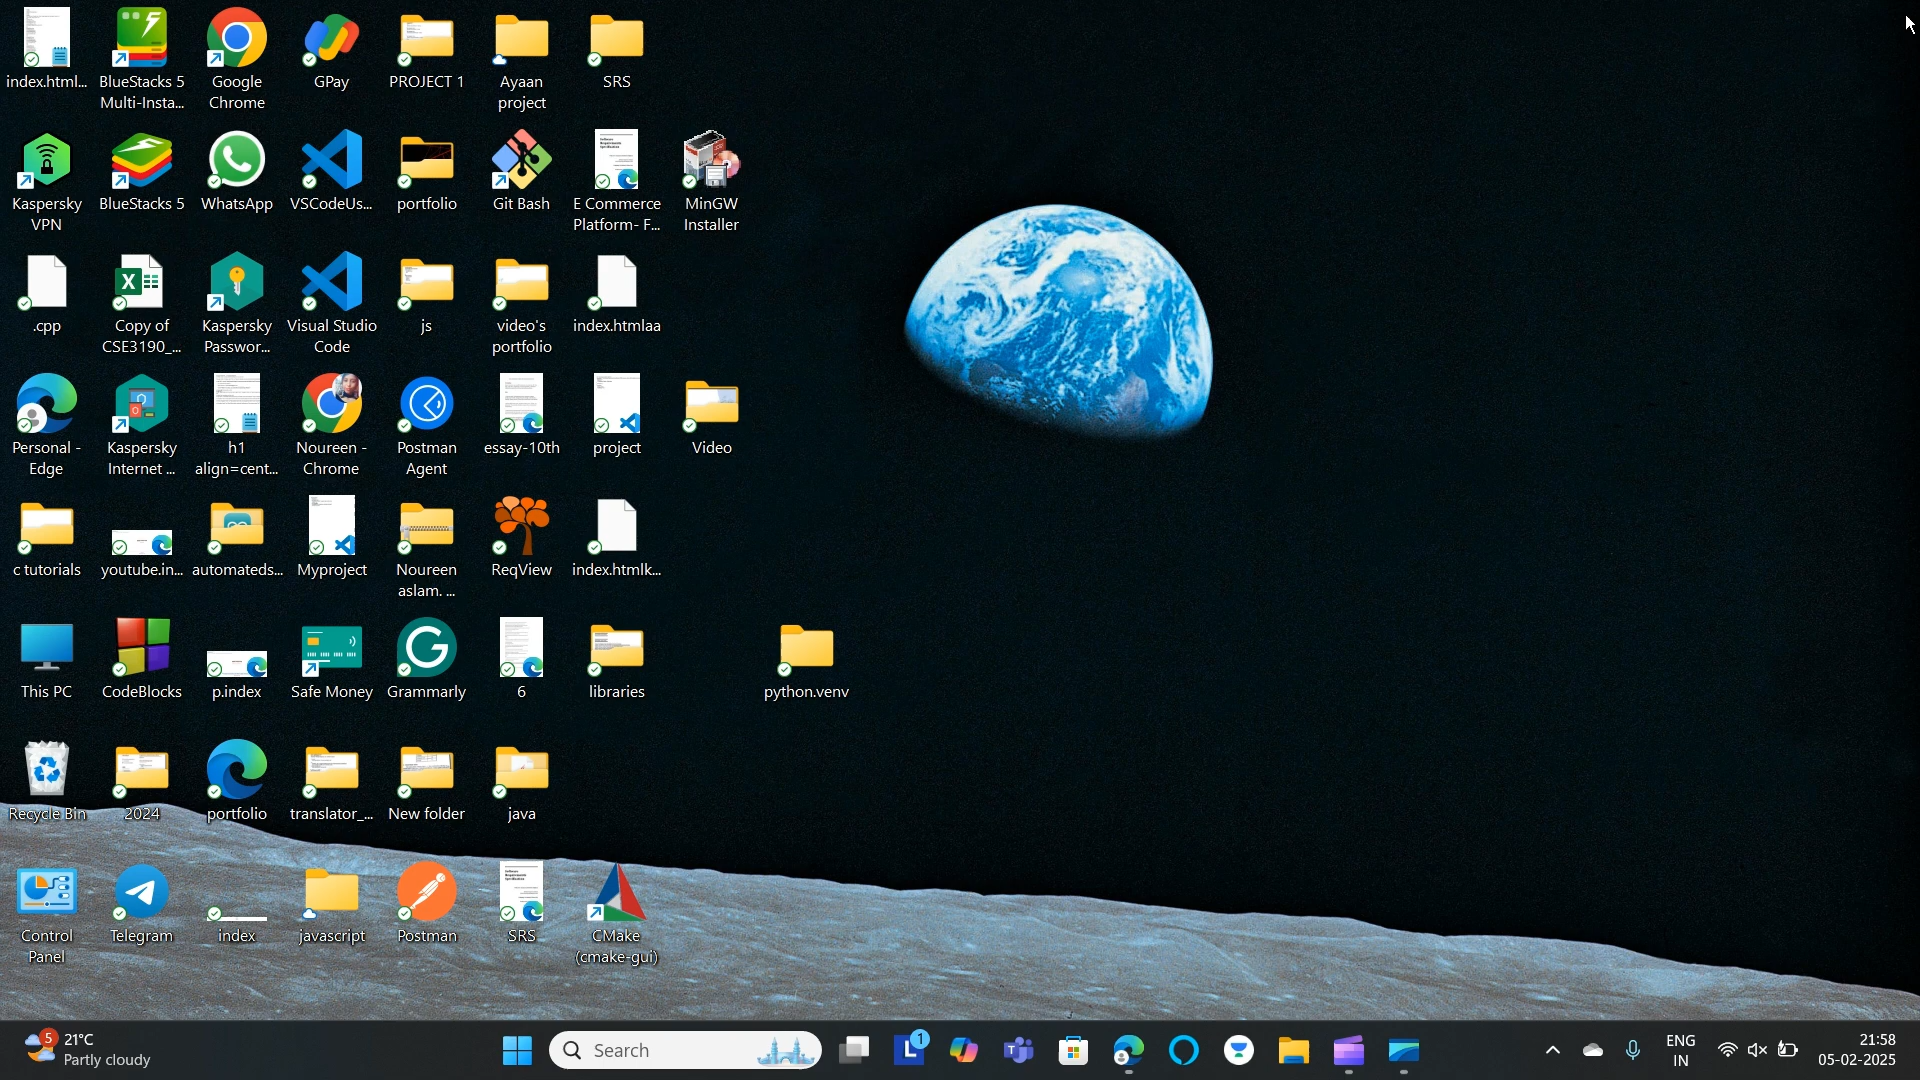 index.html...
BlueStacks 5
Multi-Insta...
Google
Chrome
GPay
PROJECT 1
Ayaan
project
SRS
Kaspersky
VPN
BlueStacks 5
WhatsApp
VSCodeUs...
portfolio
Git Bash
E Commerce
Platform- F...
MinGW
Installer
.cpp
Copy of
CSE3190_...
Kaspersky
Passwor...
Visual Studio
Code
js
video's
portfolio
index.htmlaa
Personal -
Edge
Kaspersky
Internet ...
h1
align=cent...
Noureen -
Chrome
Postman
Agent
essay-10th
project
Video
c tutorials
youtube.in...
automateds...
Myproject
Noureen
aslam. ...
ReqView
index.htmlk...
This PC
CodeBlocks
p.index
Safe Money
Grammarly
6
libraries
python.venv
Recycle Bin
2024
portfolio
translator_...
New folder
java
Control
Panel
Telegram
index
javascript
Postman
SRS
CMake
(cmake-gui)
5
21°C
Partly cloudy
Search
L
1
ENG
IN
21:58
05-02-2025